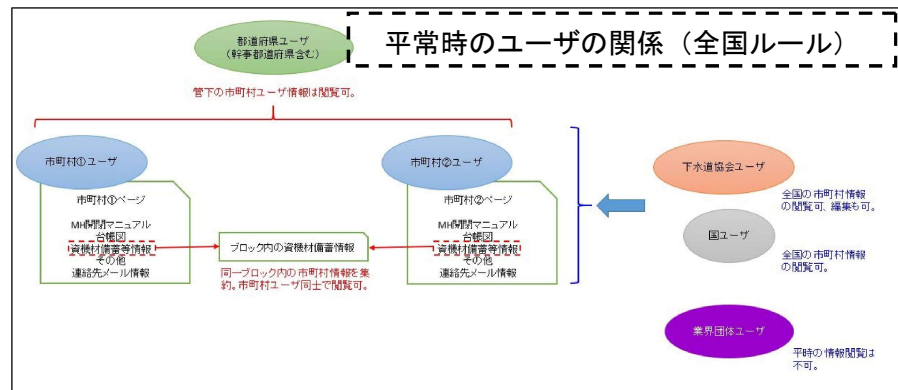 平常時のユーザの関係（全国ルール）
都道府県ユーザ
（幹事都道府県含む）
管下の市町村ユーザ情報は閲覧可。
市町村①ユーザ
市町村①ページ
MH開閉マニュアル
台帳図
資機材備蓄等情報
その他
連絡先メール情報
ブロック内の資機材備蓄情報
同一ブロック内の市町村情報を集
約。市町村ユーザ同士で閲覧可。
市町村②ユーザ
市町村②ページ
MH開閉マニュアル
台帳図
資機材備蓄等情報
その他
連絡先メール情報
下水道協会ユーザ
全国の市町村情報
の閲覧可、編集も可。
国ユーザ
全国の市町村情報
の閲覧可。
業界団体ユーザ
平時の情報閲覧は
不可。